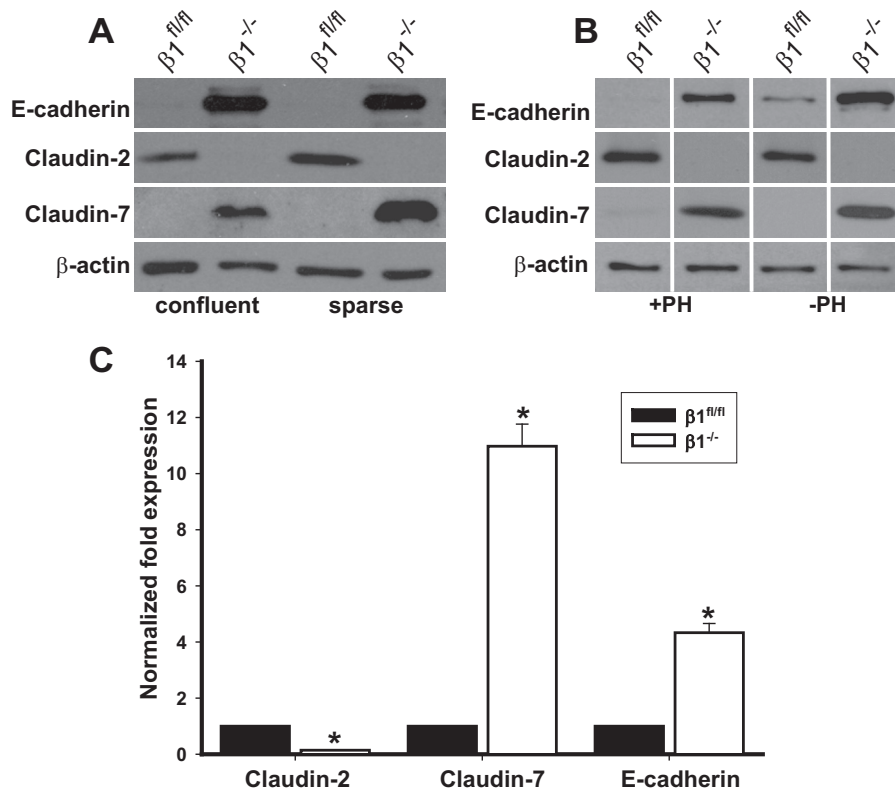 A
β1 fl/fl
β1 -/-
β1 fl/fl
β1 -/-
E-cadherin
Claudin-2
Claudin-7
β-actin
confluent
sparse
B
β1 fl/fl
β1 -/-
β1 fl/fl
β1 -/-
E-cadherin
Claudin-2
Claudin-7
β-actin
+PH
-PH
C
Normalized fold expression
14
12
10
8
6
4
2
0
*
*
*
β1 fl/fl
β1 -/-
Claudin-2
Claudin-7
E-cadherin